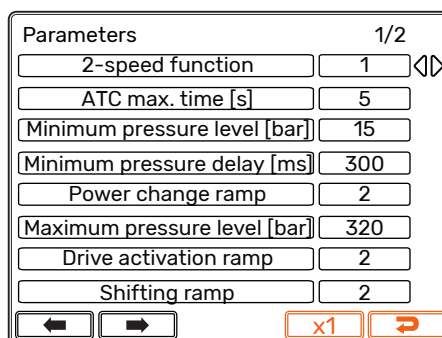 Parameters 1/2
2-speed function 1
ATC max. time [s] 5
Minimum pressure level [bar] 15
Minimum pressure delay [ms] 300
Power change ramp 2
Maximum pressure level [bar] 320
Drive activation ramp 2
Shifting ramp 2
x1